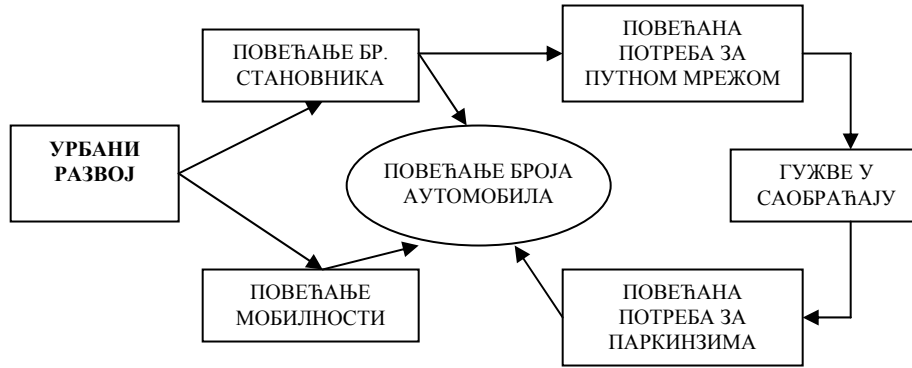 УРБАНИ
РАЗВОЈ
ПОВЕЋАЊЕ БР.
СТАНОВНИКА
ПОВЕЋАЊЕ
МОБИЛНОСТИ
ПОВЕЋАЊЕ БРОЈА
АУТОМОБИЛА
ПОВЕЋАНА
ПОТРЕБА ЗА
ПУТНОМ МРЕЖОМ
ГУЖВЕ У
САОБРАЋАЈУ
ПОВЕЋАНА
ПОТРЕБА ЗА
ПАРКИНЗИМА